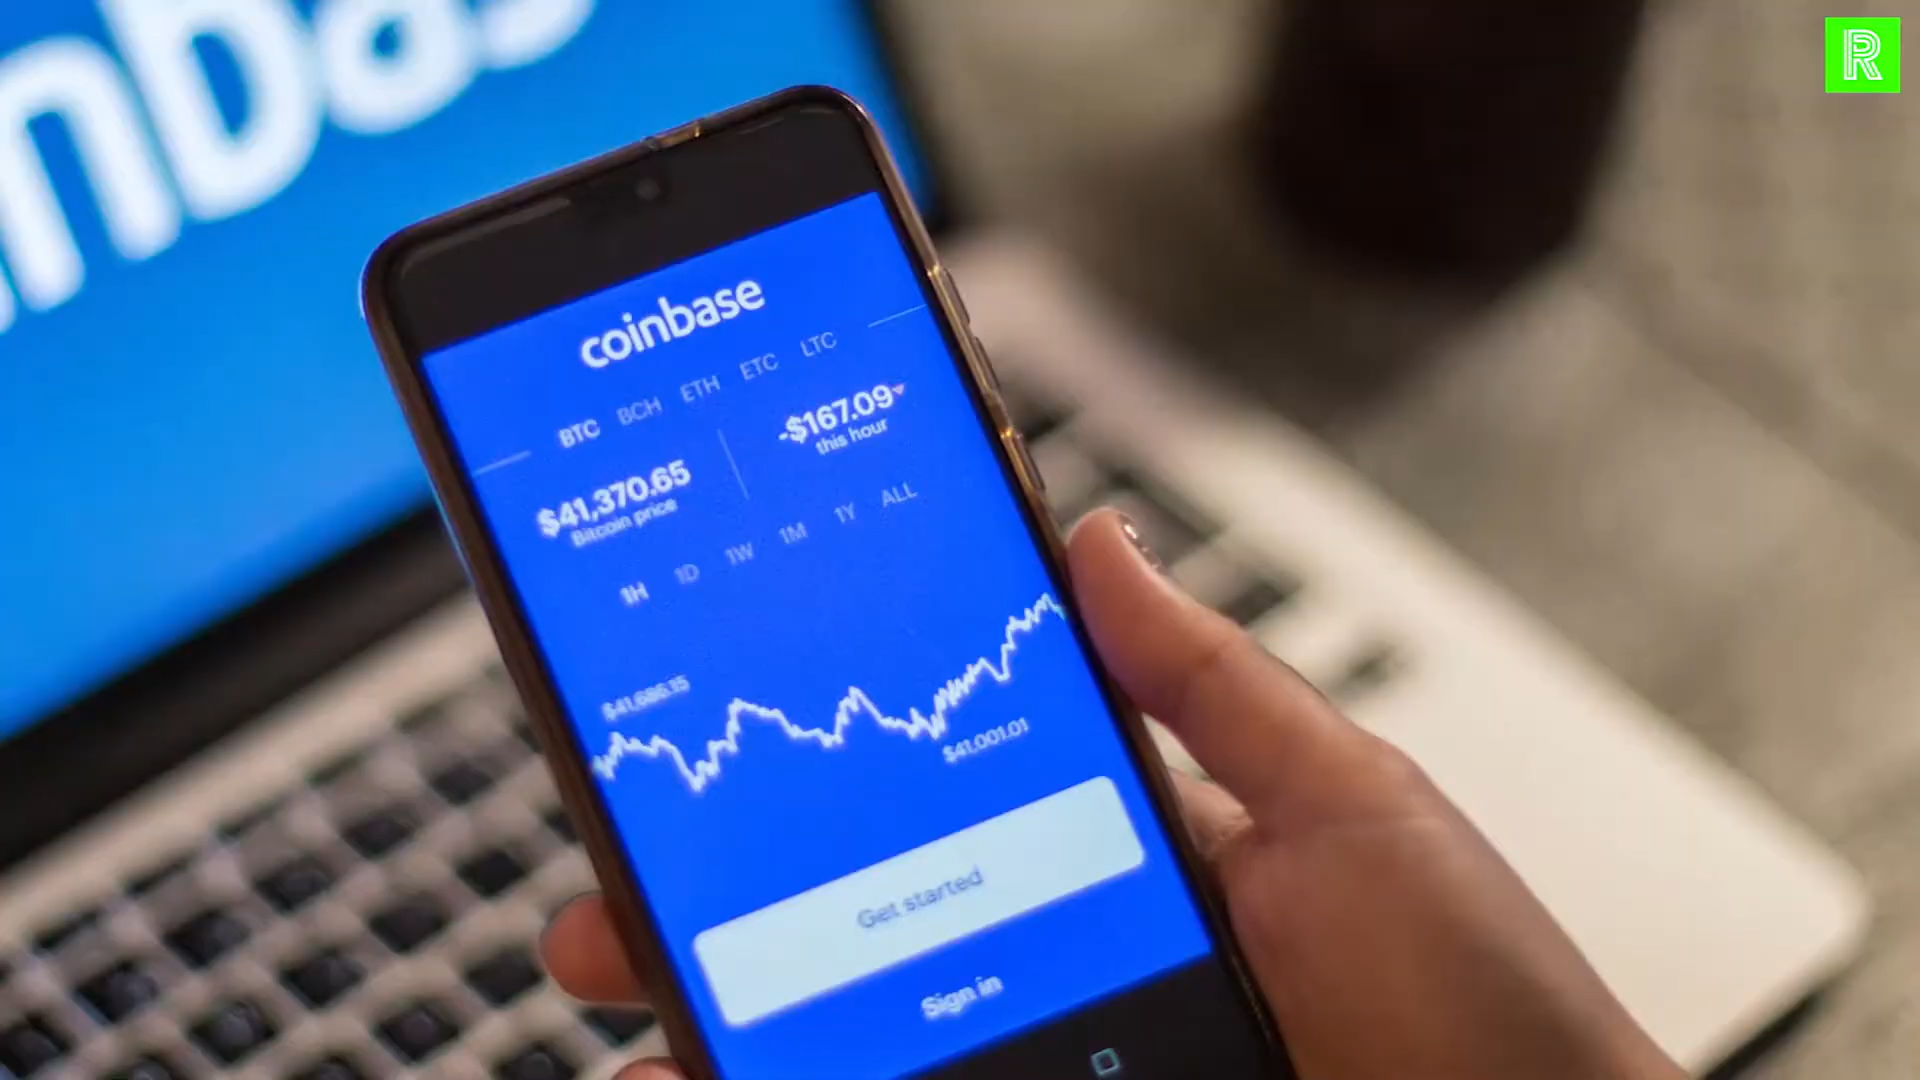 R
nbas
coinbase
BTC BCH ETH ETC LTC
$41,370.65
Bitcoin price
-$167.09
this hour
1H 1D 1W 1M 1Y ALL
$41,686.15
$41,001.01
Get started
Sign in